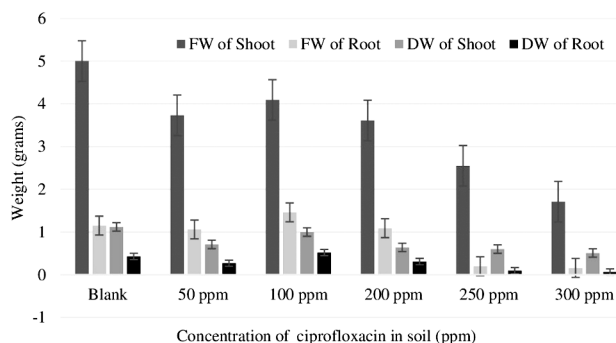 6
FW of Shoot FW of Root DW of Shoot DW of Root
5
4
3
2
1
0
-1
Weight (grams)
Blank 50 ppm 100 ppm 200 ppm 250 ppm 300 ppm
Concentration of ciprofloxacin in soil (ppm)